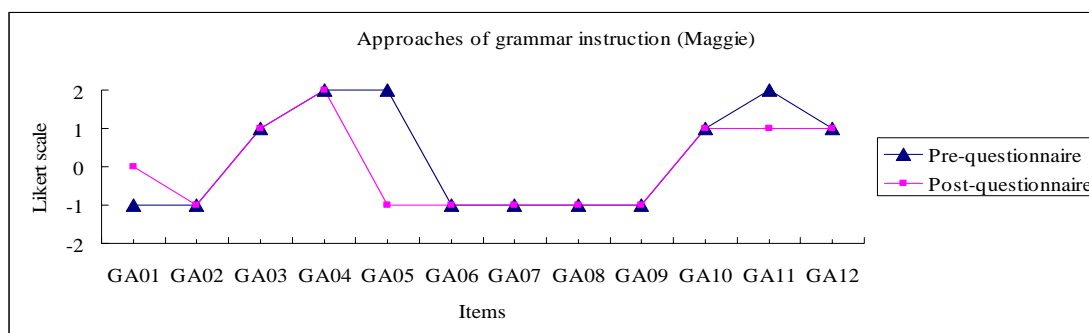 Approaches of grammar instruction (Maggie)
2
1
0
-1
-2
Likert scale
GA01 GA02 GA03 GA04 GA05 GA06 GA07 GA08 GA09 GA10 GA11 GA12
Items
Pre-questionnaire
Post-questionnaire